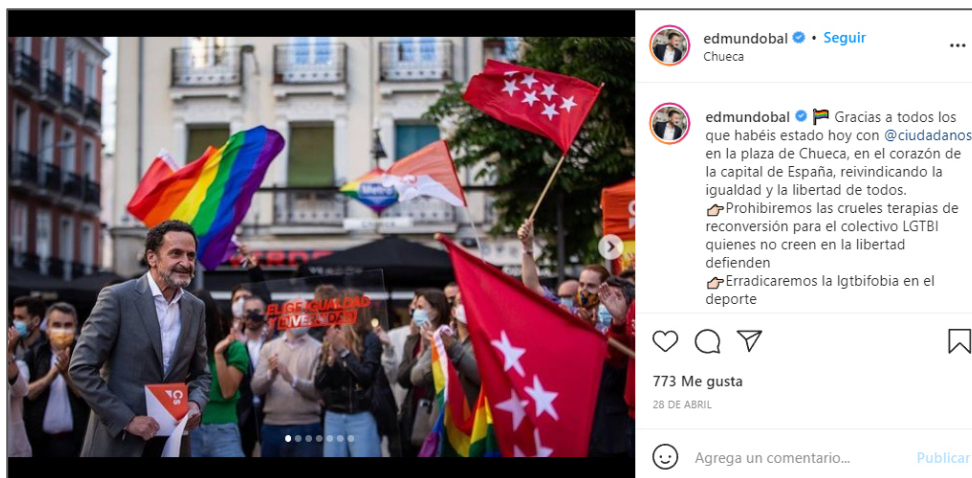 edmundobal • Seguir
Chueca
edmundobal Gracias a todos los
que habéis estado hoy con @ciudadanos
en la plaza de Chueca, en el corazón de
la capital de España, reivindicando la
igualdad y la libertad de todos.
Prohibiremos las crueles terapias de
reconversión para el colectivo LGTBI
quienes no creen en la libertad
defienden
Erradicaremos la lgtbifobia en el
deporte
773 Me gusta
28 DE ABRIL
Agrega un comentario...
Publicar
Metro
Chueca
ELIGE IGUALDAD
Y DIVERSIDAD
Cs